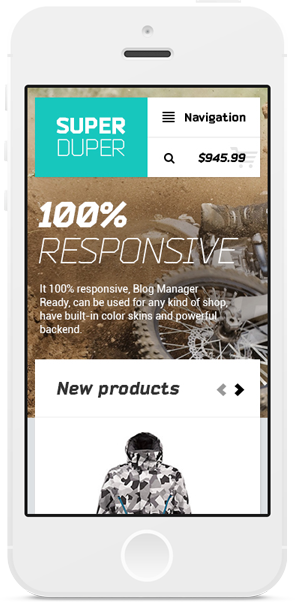 SUPER
DUPER
Navigation
$945.99
100%
RESPONSIVE
It 100% responsive, Blog Manager
Ready, can be used for any kind of shop,
have built-in color skins and powerful
backend.
New products